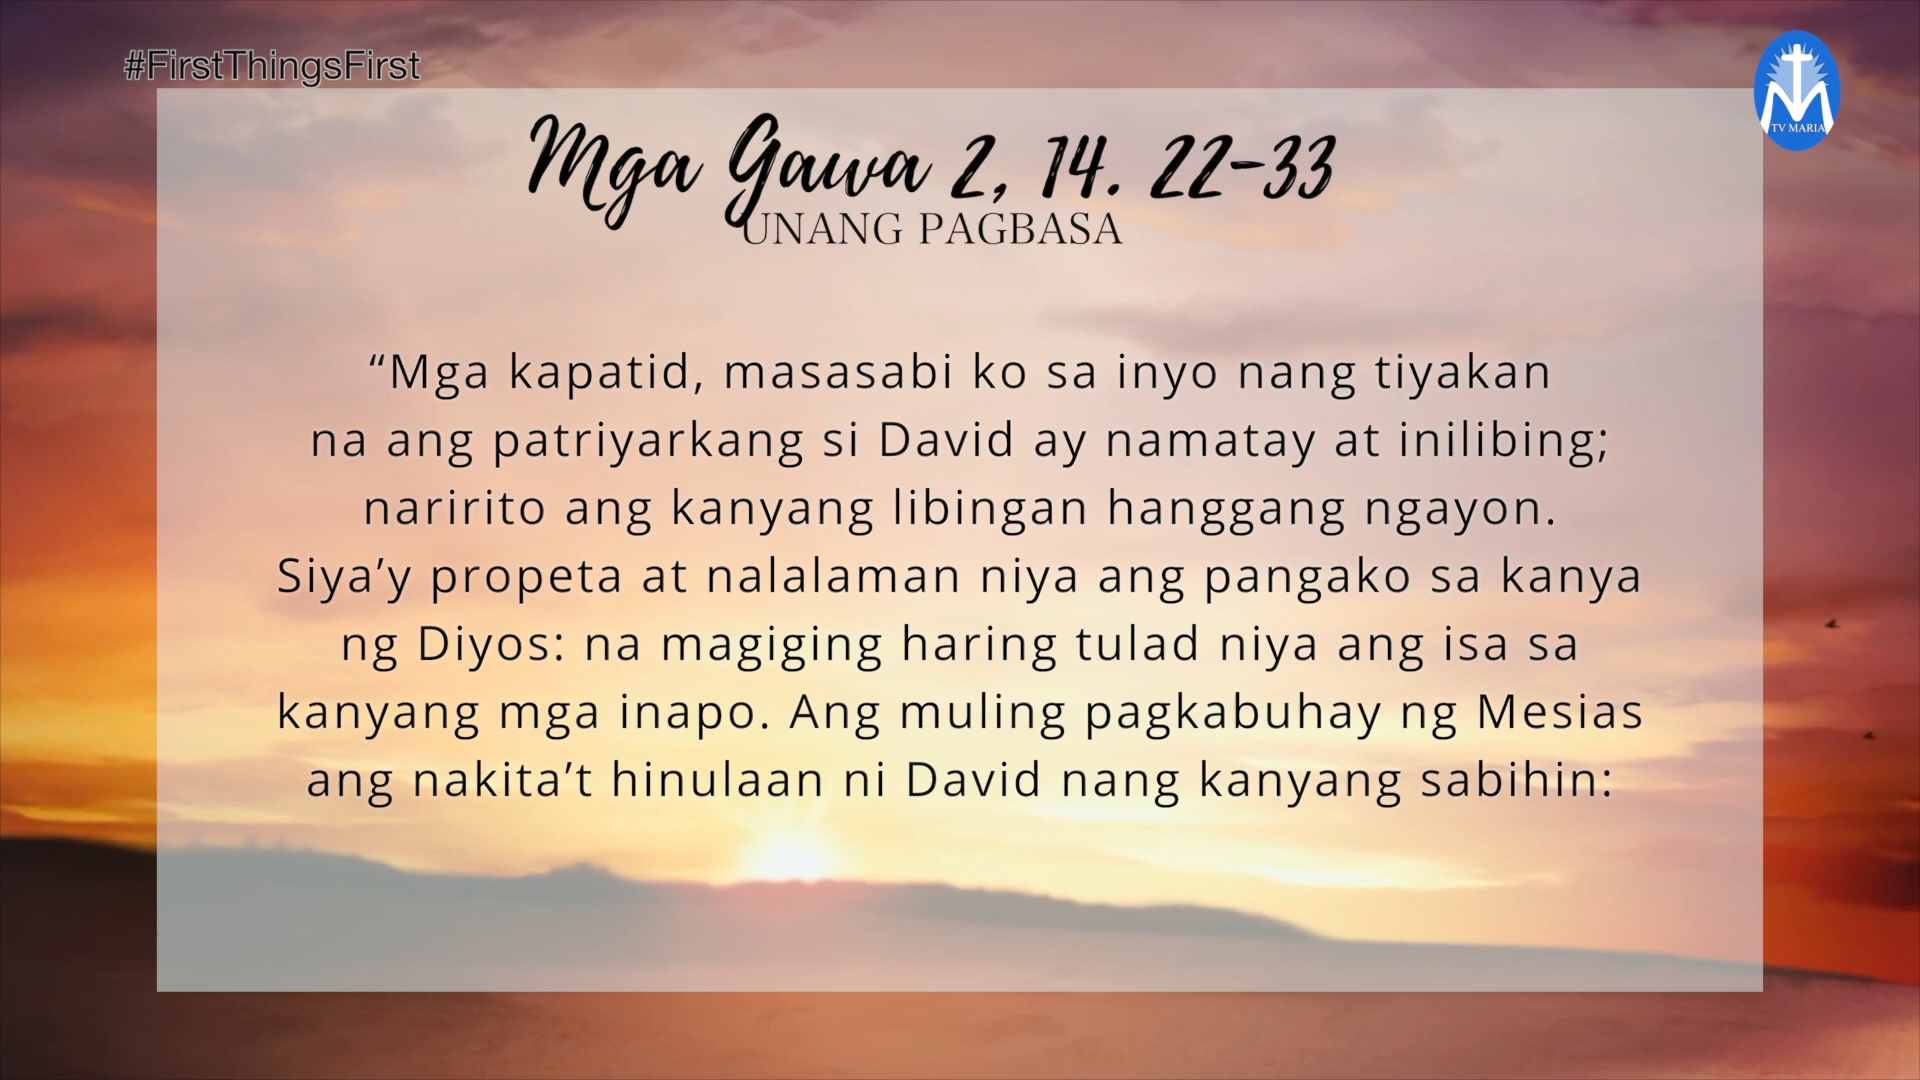 #FirstThingsFirst
TV MARIA
Mga Gawa 2, 14. 22-33
UNANG PAGBASA
“Mga kapatid, masasabi ko sa inyo nang tiyakan
na ang patriyarkang si David ay namatay at inilibing;
naririto ang kanyang libingan hanggang ngayon.
Siya’y propeta at nalalaman niya ang pangako sa kanya
ng Diyos: na magiging haring tulad niya ang isa sa
kanyang mga inapo. Ang muling pagkabuhay ng Mesias
ang nakita’t hinulaan ni David nang kanyang sabihin: